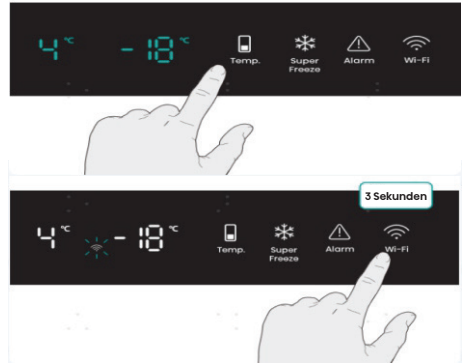 4 °C -18 °C
Temp. Super Freeze Alarm Wi-Fi
3 Sekunden
4 °C -18 °C
Temp. Super Freeze Alarm Wi-Fi